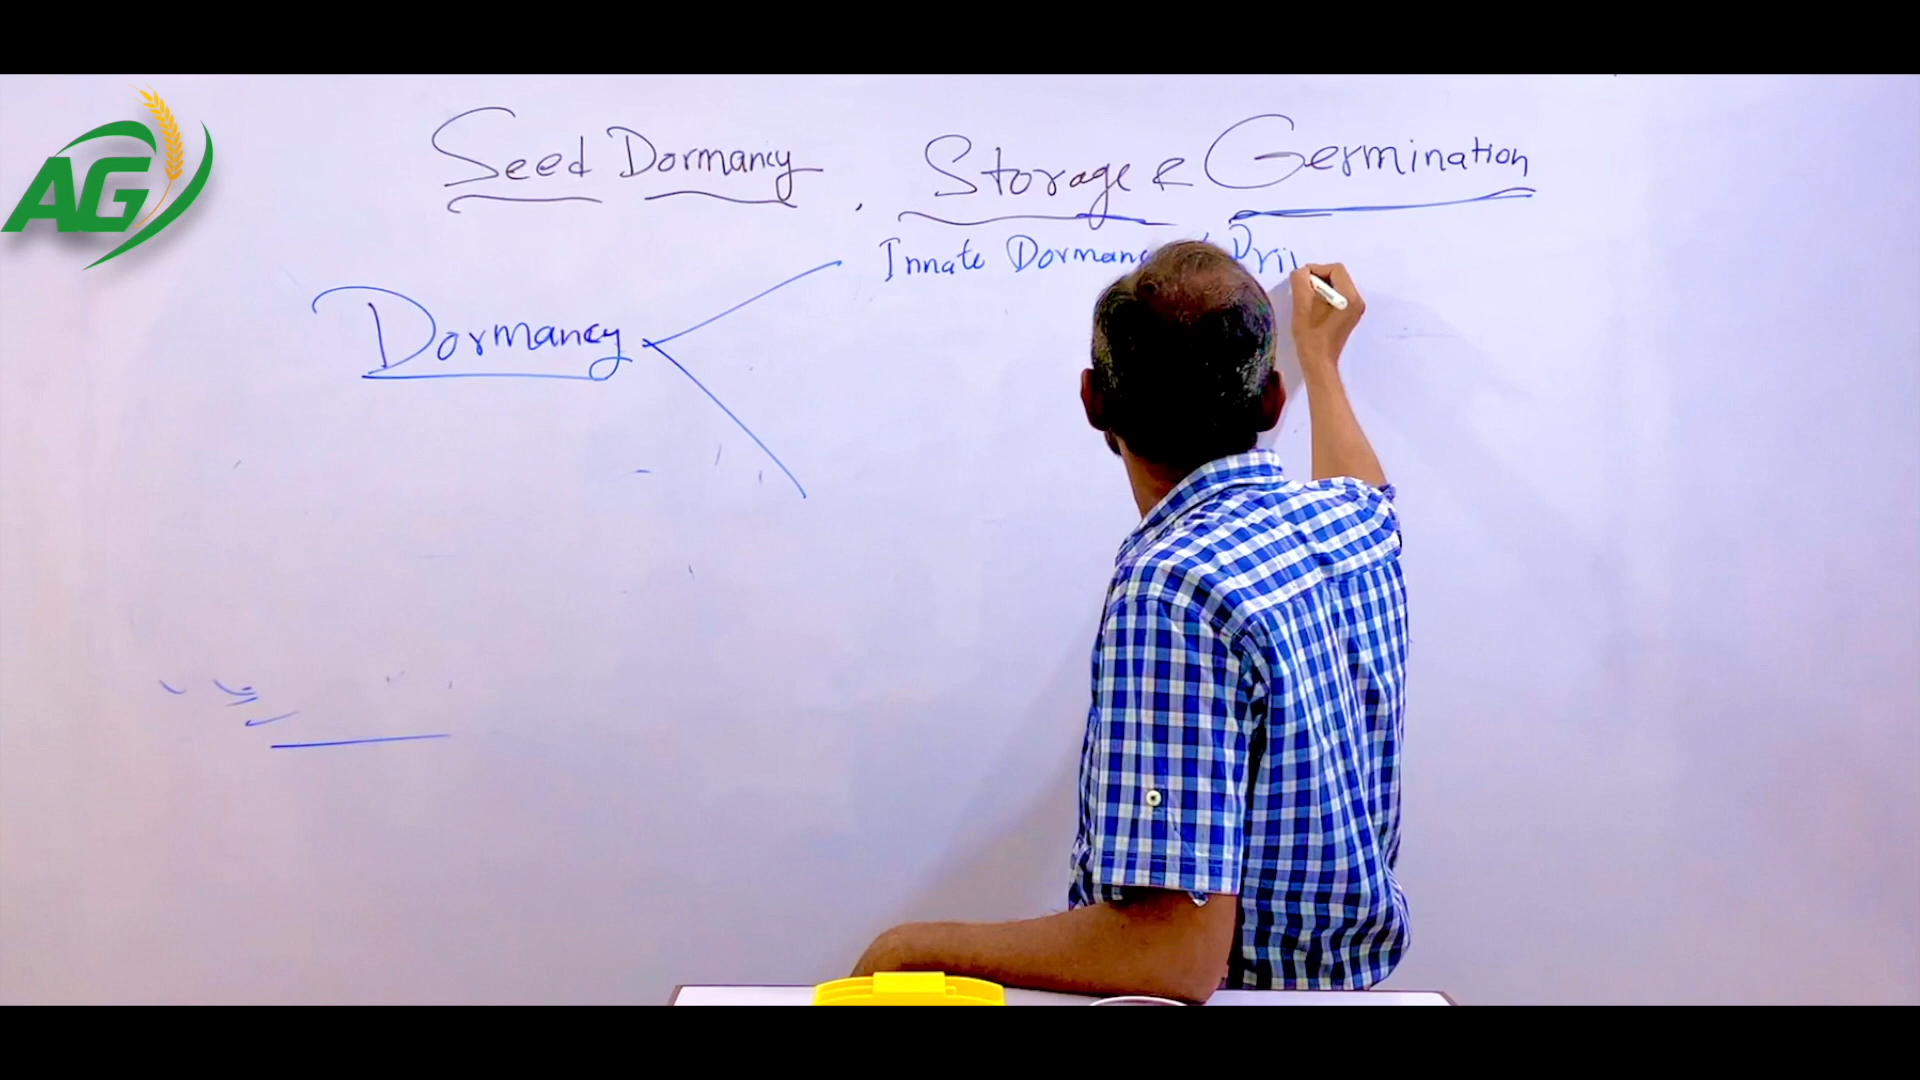 AG
Seed Dormancy, Storage & Germination
Innate Dormanc
Dormancy